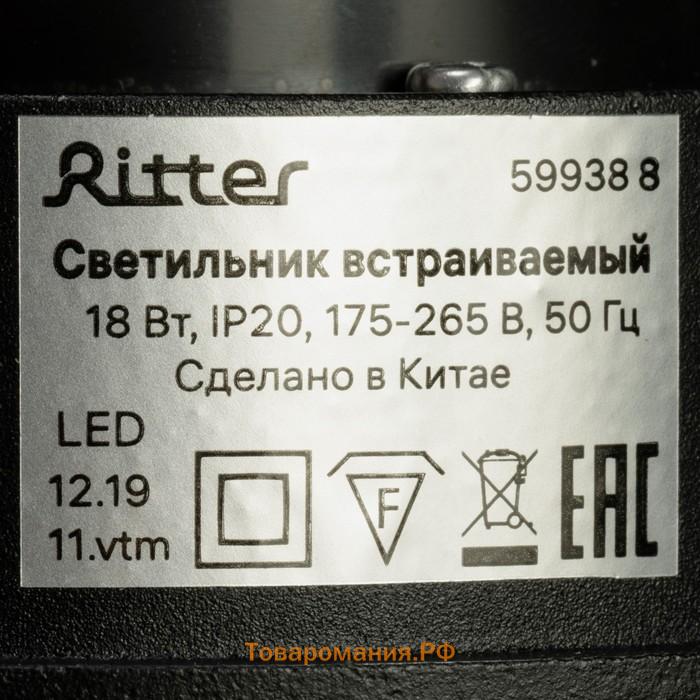 Ritter 59938 8
Светильник встраиваемый
18 Вт, IP20, 175-265 В, 50 Гц
Сделано в Китае
LED
12.19
11.vtm
F
EAC
Товаромания.РФ